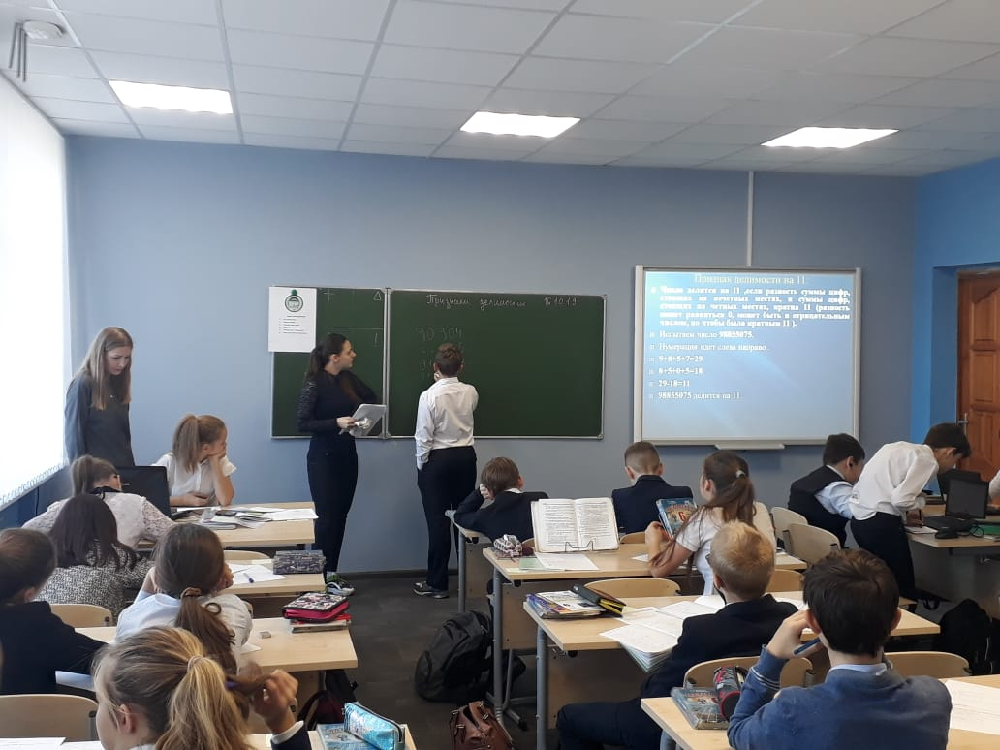 Признаки делимости 16.10.19
30 304
Признак делимости на 11:
Число делится на 11 ,если разность суммы цифр,
стоящих на нечетных местах, и суммы цифр,
стоящих на четных местах, кратна 11 (разность
может равняться 0, может быть и отрицательным
числом, но чтобы была кратным 11 ).
Испытаем число 98855075.
Нумерация идет слева направо .
9+8+5+7=29
8+5+0+5=18
29-18=11
98855075 делится на 11.